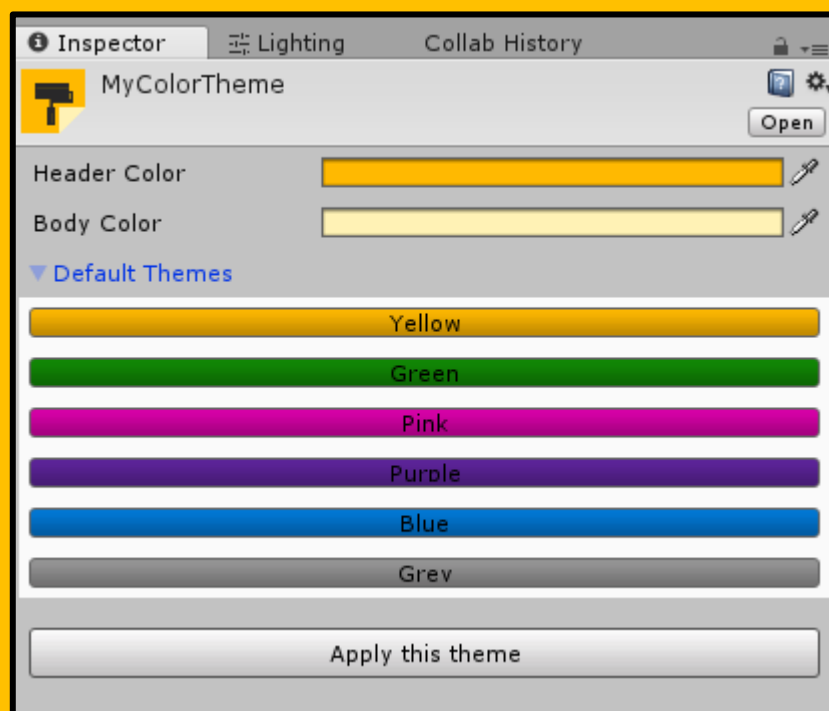 Inspector Lighting Collab History
MyColorTheme
Open
Header Color
Body Color
Default Themes
Yellow
Green
Pink
Purple
Blue
Grey
Apply this theme